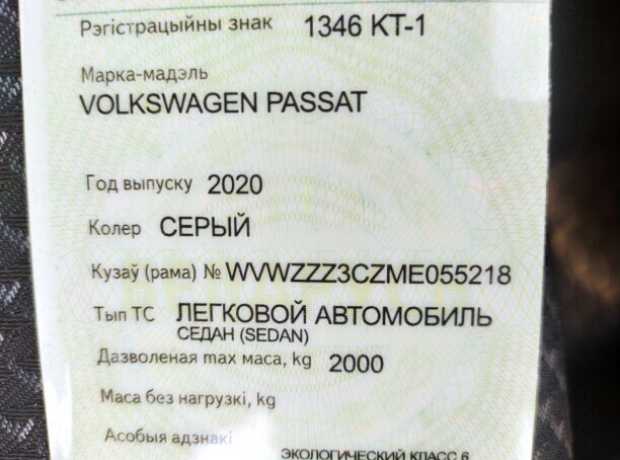 Рэгістрацыйны знак 1346 KT-1
Марка-мадэль
VOLKSWAGEN PASSAT
Год выпуску 2020
Колер СЕРЫЙ
Кузаў (рама) № WVWZZZ3CZME055218
Тып ТС ЛЕГКОВОЙ АВТОМОБИЛЬ
СЕДАН (SEDAN)
Дазволеная max маса, kg 2000
Маса без нагрузкі, kg
Асобыя адзнакі
ЭКОЛОГИЧЕСКИЙ КЛАСС 6